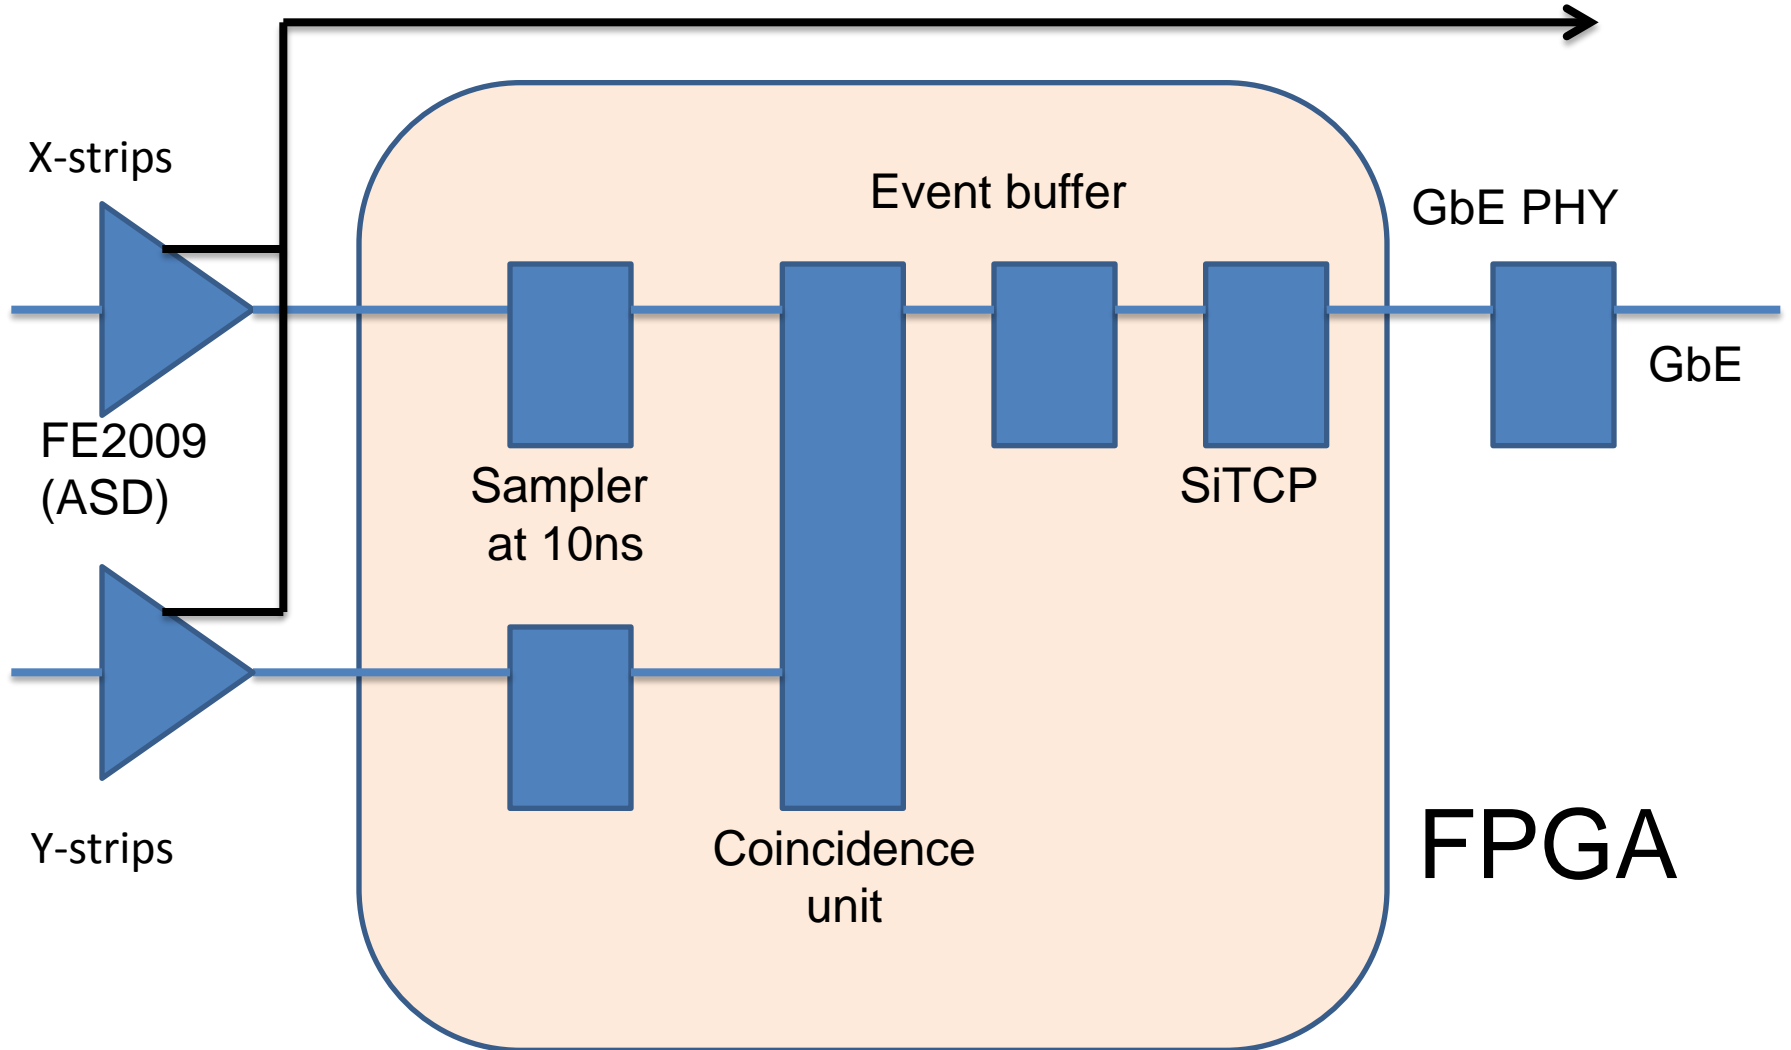 X-strips
Event buffer
GbE PHY
GbE
FE2009
(ASD)
Sampler
at 10ns
SiTCP
Y-strips
Coincidence
unit
FPGA